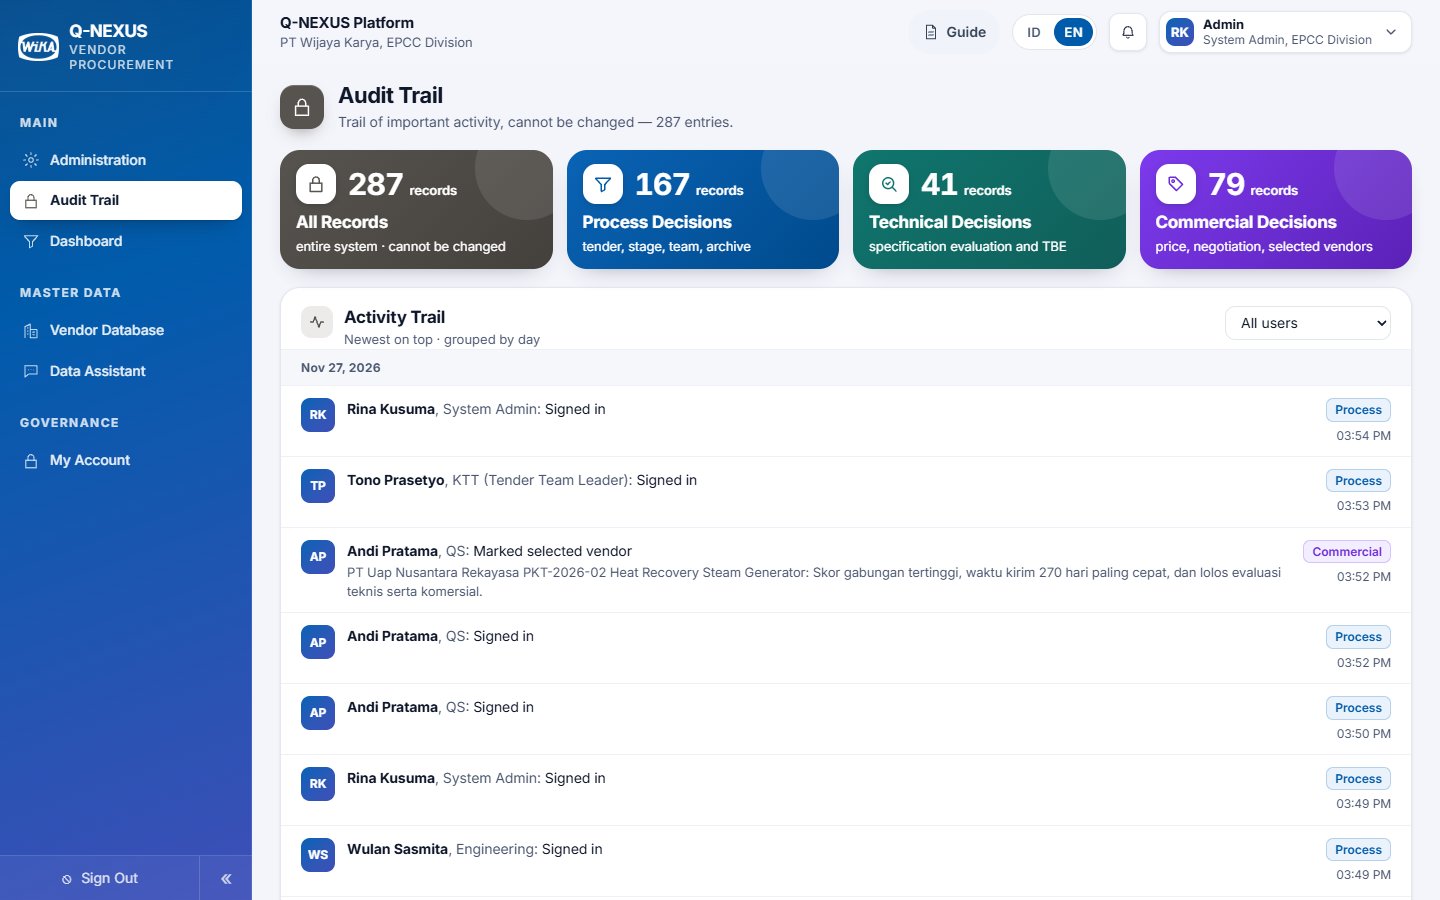 WIKA
Q-NEXUS
VENDOR
PROCUREMENT
MAIN
Administration
Audit Trail
Dashboard
MASTER DATA
Vendor Database
Data Assistant
GOVERNANCE
My Account
Sign Out
Q-NEXUS Platform
PT Wijaya Karya, EPCC Division
Guide
ID EN
RK
Admin
System Admin, EPCC Division
Audit Trail
Trail of important activity, cannot be changed — 287 entries.
287 records
All Records
entire system · cannot be changed
167 records
Process Decisions
tender, stage, team, archive
41 records
Technical Decisions
specification evaluation and TBE
79 records
Commercial Decisions
price, negotiation, selected vendors
Activity Trail
Newest on top · grouped by day
All users
Nov 27, 2026
RK
Rina Kusuma, System Admin: Signed in
Process
03:54 PM
TP
Tono Prasetyo, KTT (Tender Team Leader): Signed in
Process
03:53 PM
AP
Andi Pratama, QS: Marked selected vendor
PT Uap Nusantara Rekayasa PKT-2026-02 Heat Recovery Steam Generator: Skor gabungan tertinggi, waktu kirim 270 hari paling cepat, dan lolos evaluasi
teknis serta komersial.
Commercial
03:52 PM
AP
Andi Pratama, QS: Signed in
Process
03:52 PM
AP
Andi Pratama, QS: Signed in
Process
03:50 PM
RK
Rina Kusuma, System Admin: Signed in
Process
03:49 PM
WS
Wulan Sasmita, Engineering: Signed in
Process
03:49 PM